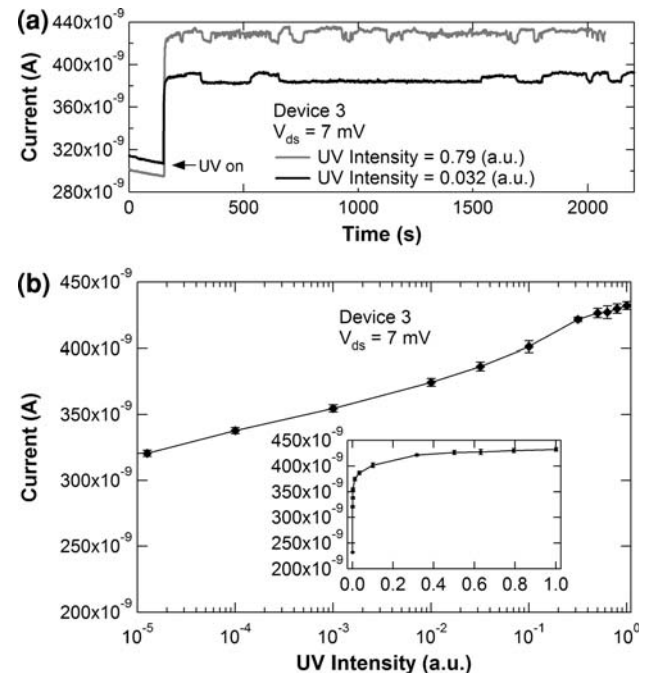 (a)
440x10⁻⁹
400x10⁻⁹
360x10⁻⁹
320x10⁻⁹
280x10⁻⁹
Current (A)
UV on
Device 3
V_ds = 7 mV
UV Intensity = 0.79 (a.u.)
UV Intensity = 0.032 (a.u.)
0 500 1000 1500 2000
Time (s)
(b)
450x10⁻⁹
400x10⁻⁹
350x10⁻⁹
300x10⁻⁹
250x10⁻⁹
200x10⁻⁹
Current (A)
Device 3
V_ds = 7 mV
450x10⁻⁹
400x10⁻⁹
350x10⁻⁹
300x10⁻⁹
250x10⁻⁹
200x10⁻⁹
0.0 0.2 0.4 0.6 0.8 1.0
10⁻⁵ 10⁻⁴ 10⁻³ 10⁻² 10⁻¹ 10⁰
UV Intensity (a.u.)